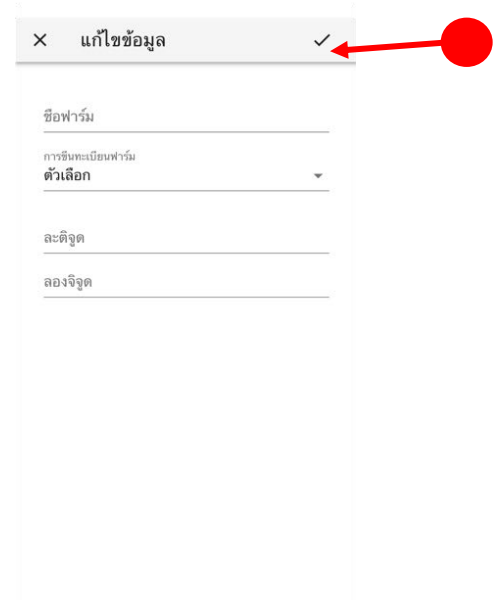 แก้ไขข้อมูล
ชื่อฟาร์ม
การขึ้นทะเบียนฟาร์ม
ตัวเลือก
ละติจูด
ลองจิจูด